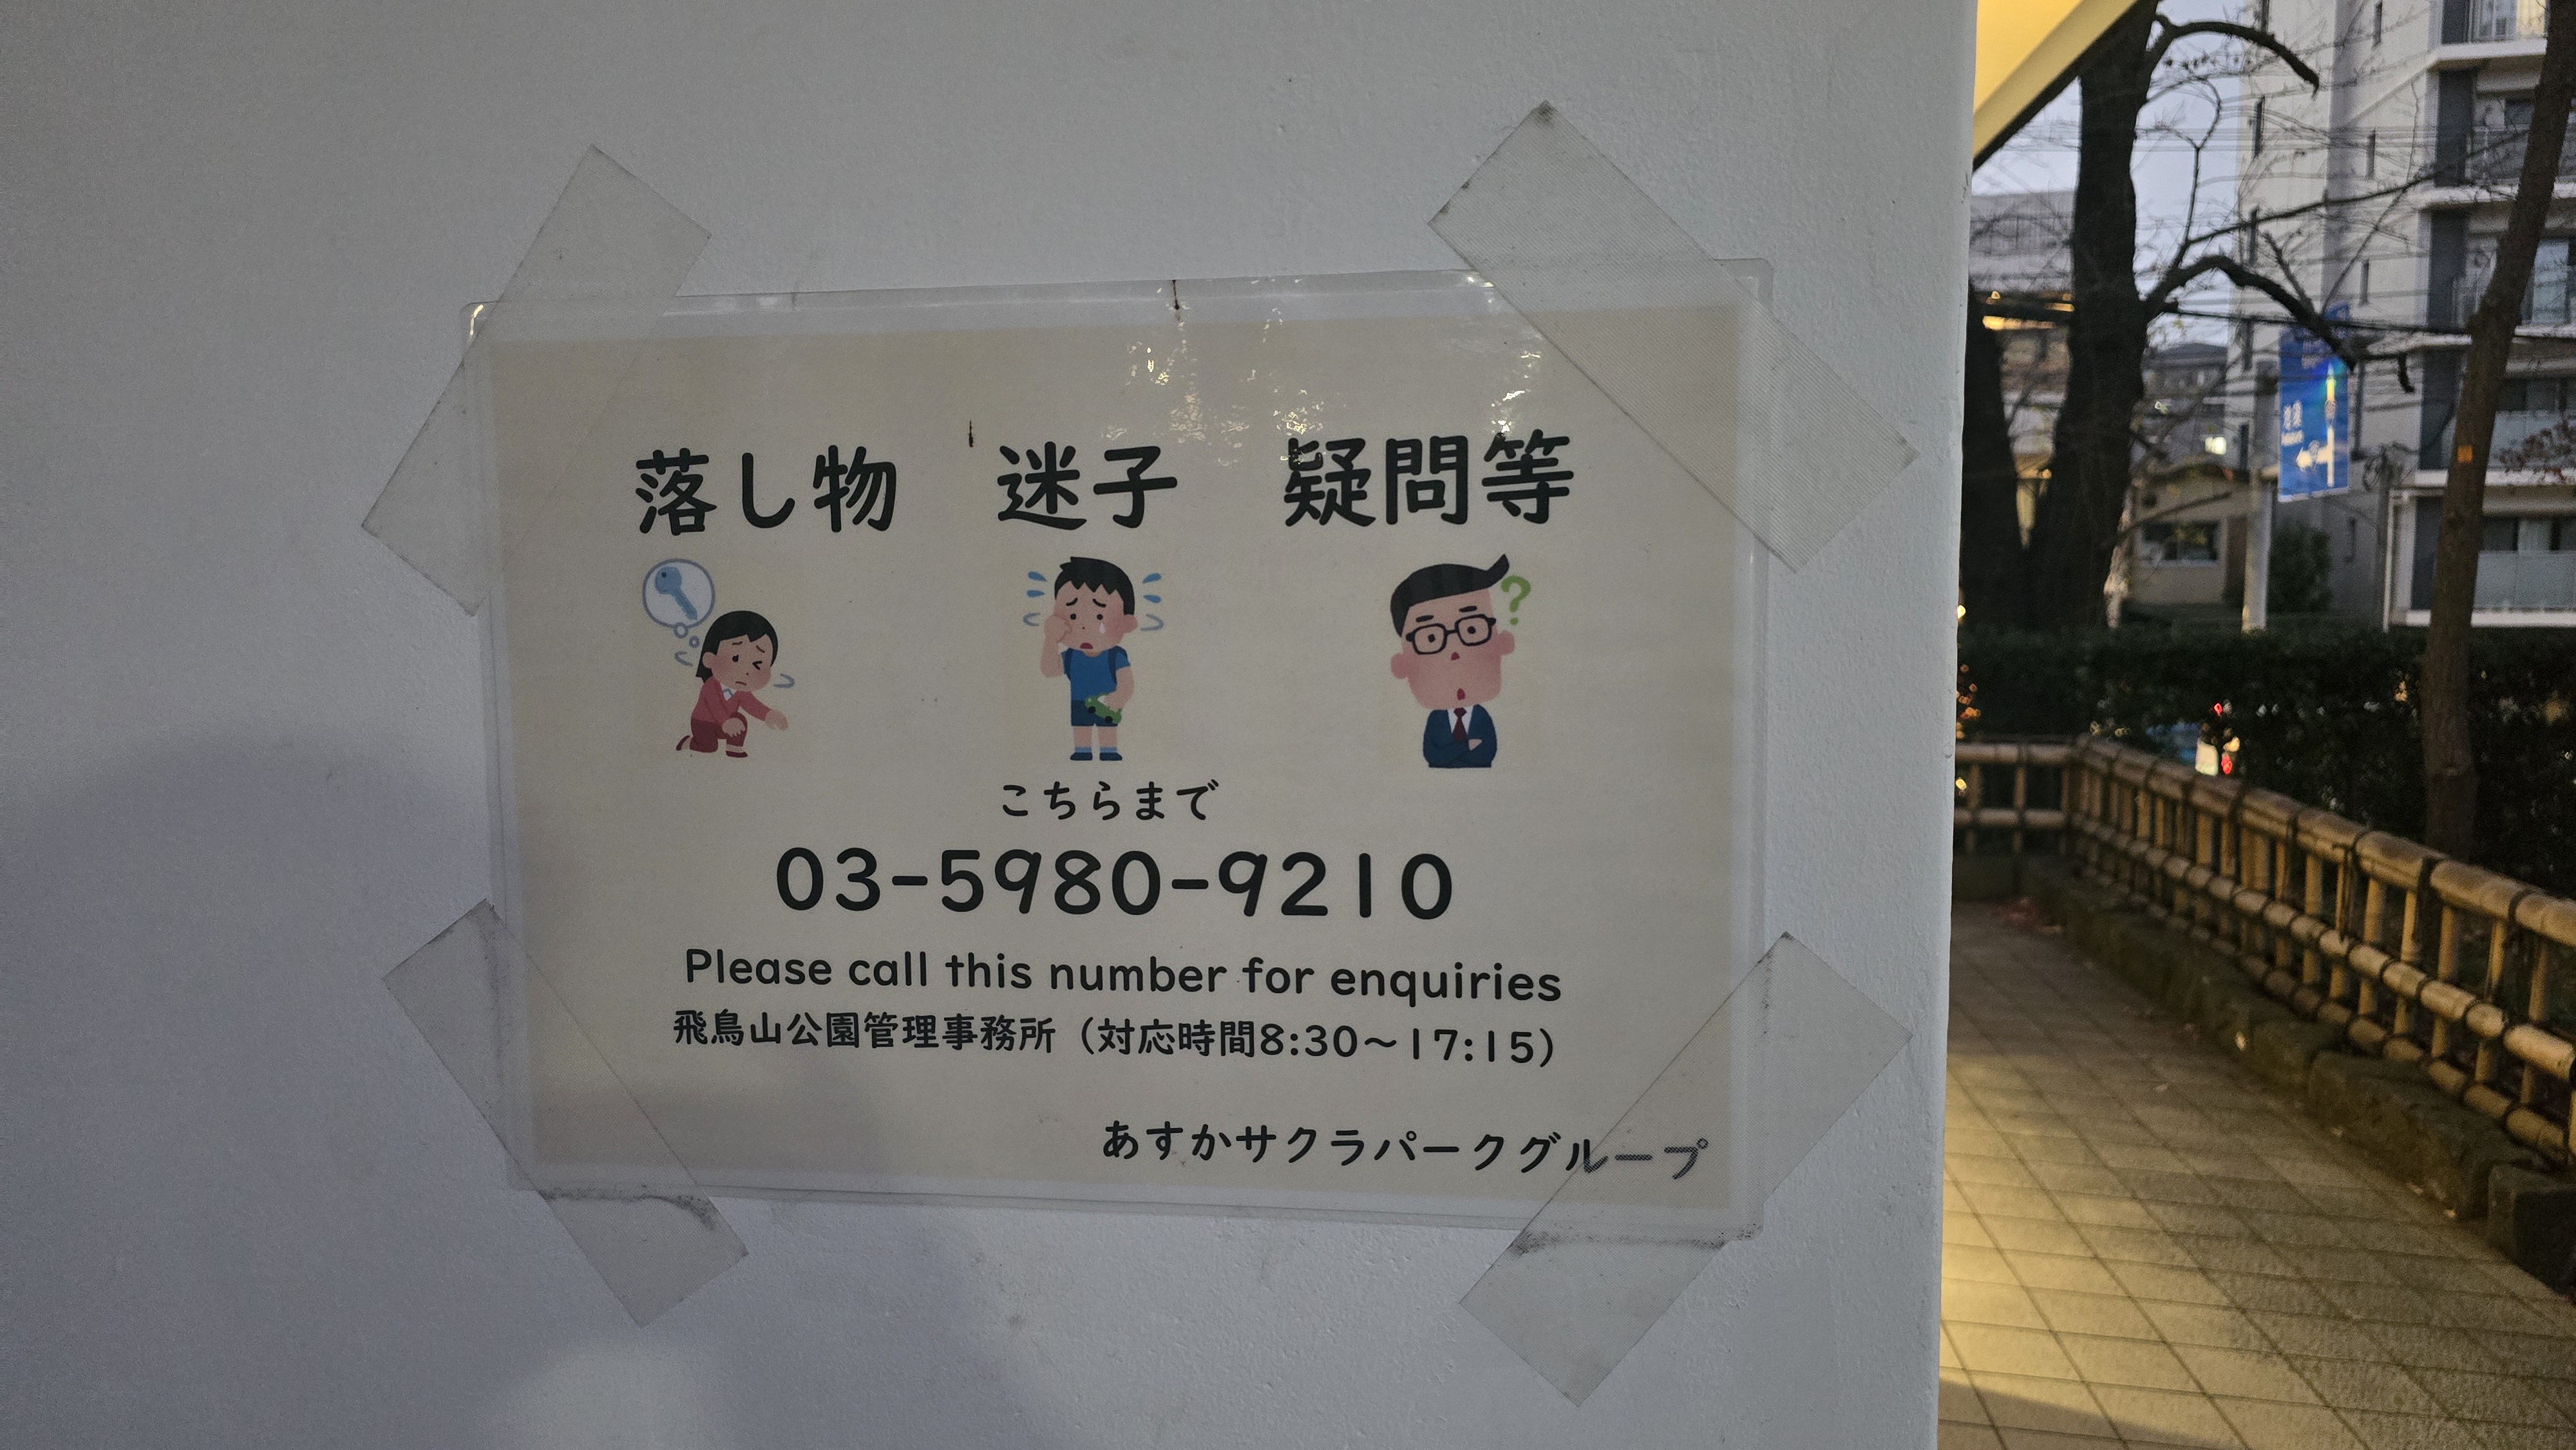 落し物　迷子　疑問等
?
こちらまで
03-5980-9210
Please call this number for enquiries
飛鳥山公園管理事務所（対応時間8:30～17:15）
あすかサクラパークグループ